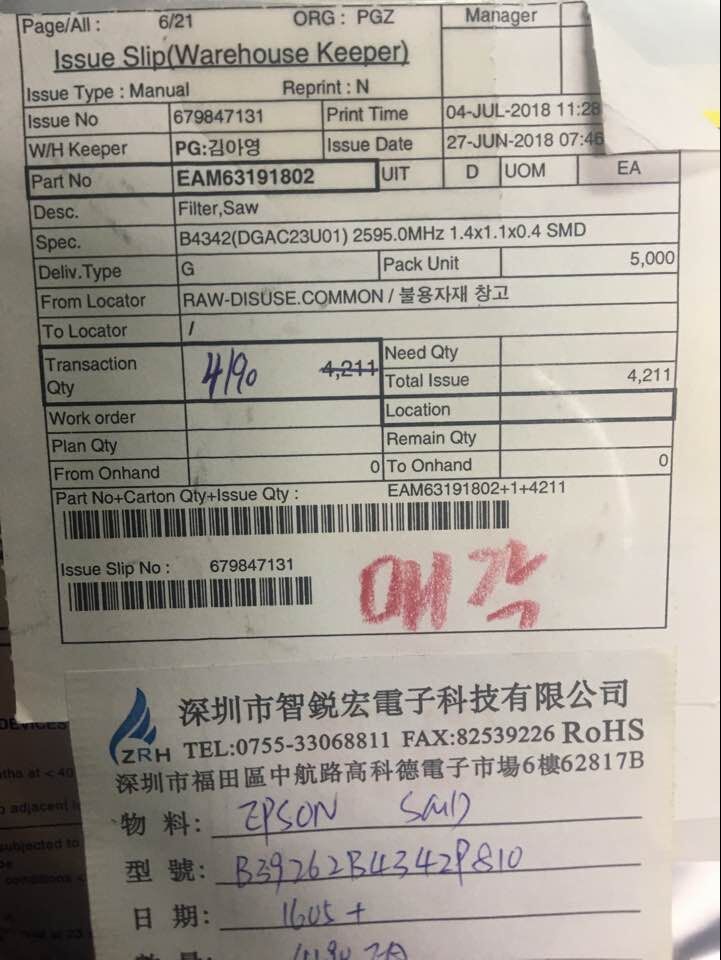 Page/All : 6/21 ORG : PGZ Manager
Issue Slip(Warehouse Keeper)
Issue Type : Manual Reprint : N
Issue No 679847131 Print Time 04-JUL-2018 11:28
W/H Keeper PG:김아영 Issue Date 27-JUN-2018 07:46
Part No EAM63191802 UIT D UOM EA
Desc. Filter,Saw
Spec. B4342(DGAC23U01) 2595.0MHz 1.4x1.1x0.4 SMD
Deliv.Type G Pack Unit 5,000
From Locator RAW-DISUSE.COMMON / 불용자재 창고
To Locator /
Transaction Qty 4190 4,211 Need Qty
Total Issue 4,211
Work order Location
Plan Qty Remain Qty
From Onhand 0 To Onhand 0
Part No+Carton Qty+Issue Qty : EAM63191802+1+4211
Issue Slip No : 679847131
매각
ZRH 深圳市智銳宏電子科技有限公司
TEL:0755-33068811 FAX:82539226 RoHS
深圳市福田區中航路高科德電子市場6樓62817B
物 料: EPSON SMD
型 號: B39262B4342P810
日 期: 1605+
DEVICES
adjacent
subjected to
conditions